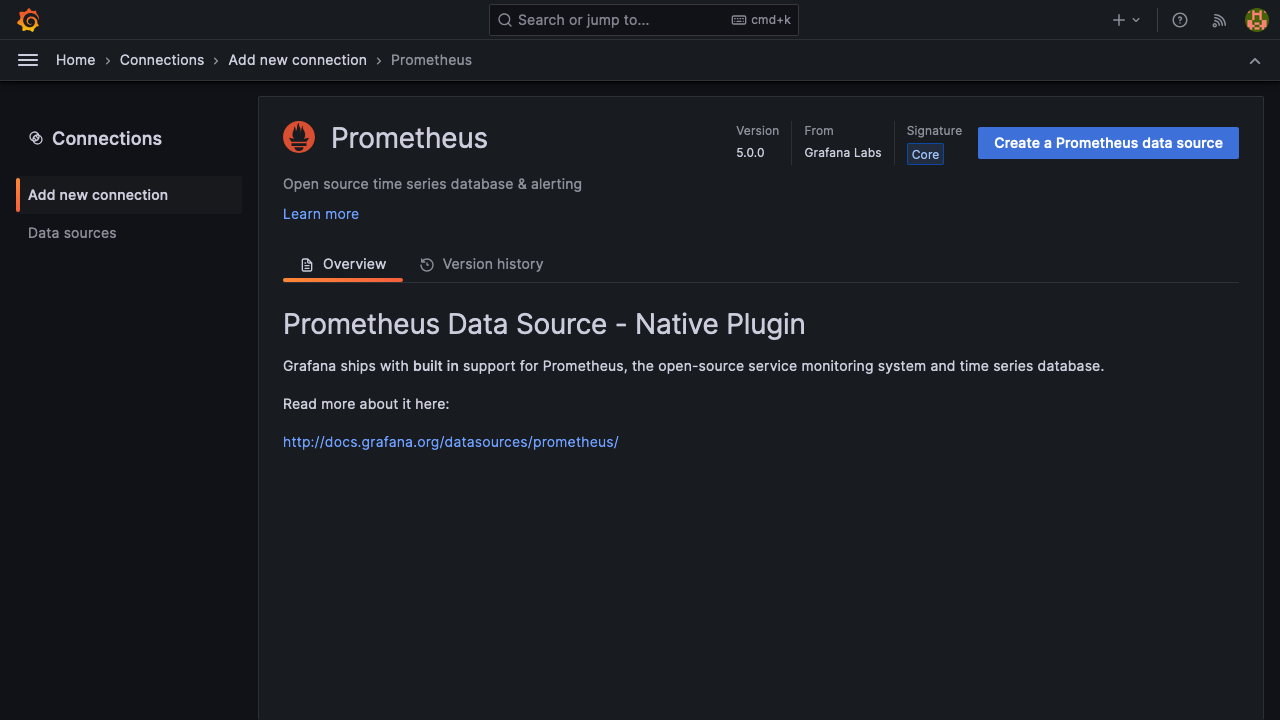 Search or jump to...
cmd+k
Home
Connections
Add new connection
Prometheus
Connections
Add new connection
Data sources
Prometheus
Version
5.0.0
From
Grafana Labs
Signature
Core
Create a Prometheus data source
Open source time series database & alerting
Learn more
Overview
Version history
Prometheus Data Source - Native Plugin
Grafana ships with built in support for Prometheus, the open-source service monitoring system and time series database.
Read more about it here:
http://docs.grafana.org/datasources/prometheus/